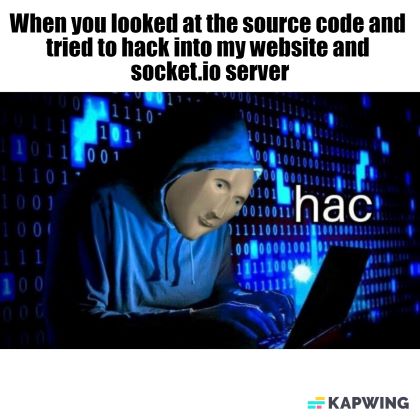 When you looked at the source code and
tried to hack into my website and
socket.io server
hac
KAPWING